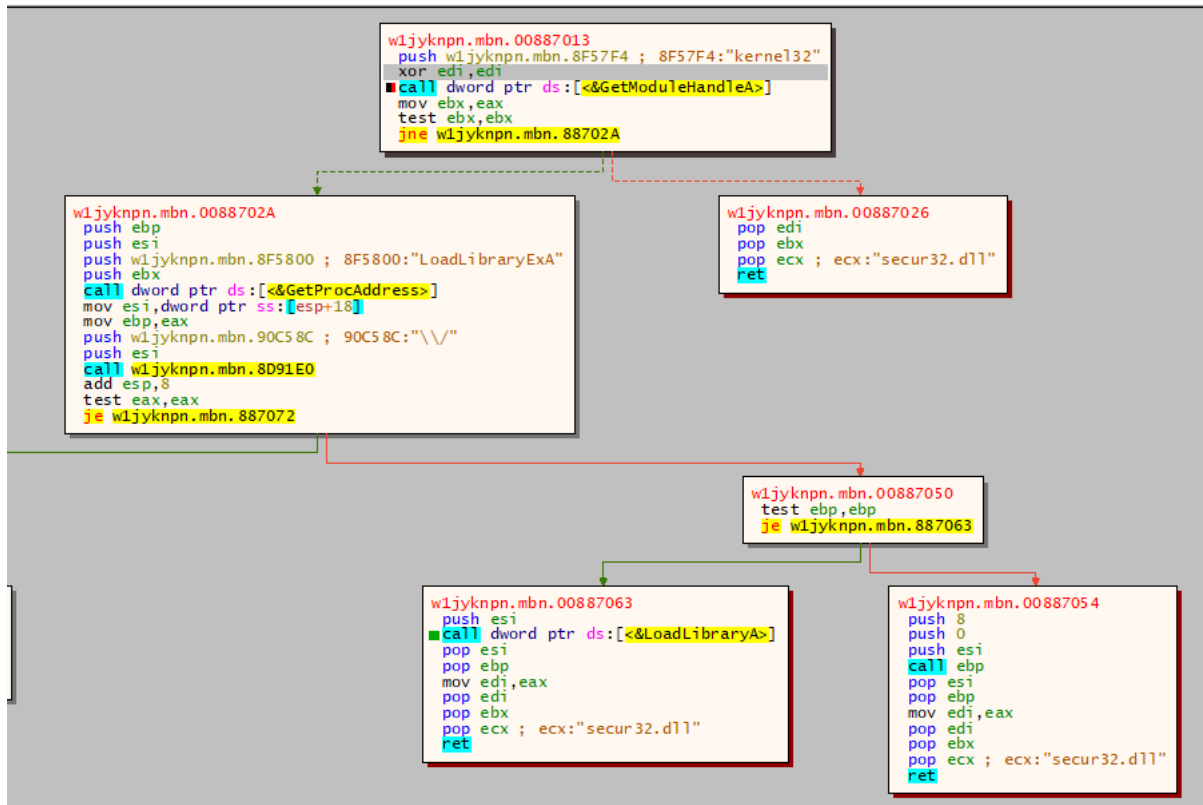 w1jyknpn.mbn.00887013
push w1jyknpn.mbn.8F57F4 ; 8F57F4:"kernel32"
xor edi,edi
call dword ptr ds:[<&GetModuleHandleA>]
mov ebx,eax
test ebx,ebx
jne w1jyknpn.mbn.88702A
w1jyknpn.mbn.0088702A
push ebp
push esi
push w1jyknpn.mbn.8F5800 ; 8F5800:"LoadLibraryExA"
push ebx
call dword ptr ds:[<&GetProcAddress>]
mov esi,dword ptr ss:[esp+18]
mov ebp,eax
push w1jyknpn.mbn.90C58C ; 90C58C:"\\/"
push esi
call w1jyknpn.mbn.8D91E0
add esp,8
test eax,eax
je w1jyknpn.mbn.887072
w1jyknpn.mbn.00887026
pop edi
pop ebx
pop ecx ; ecx:"secur32.dll"
ret
w1jyknpn.mbn.00887050
test ebp,ebp
je w1jyknpn.mbn.887063
w1jyknpn.mbn.00887063
push esi
call dword ptr ds:[<&LoadLibraryA>]
pop esi
pop ebp
mov edi,eax
pop edi
pop ebx
pop ecx ; ecx:"secur32.dll"
ret
w1jyknpn.mbn.00887054
push 8
push 0
push esi
call ebp
pop esi
pop ebp
mov edi,eax
pop edi
pop ebx
pop ecx ; ecx:"secur32.dll"
ret